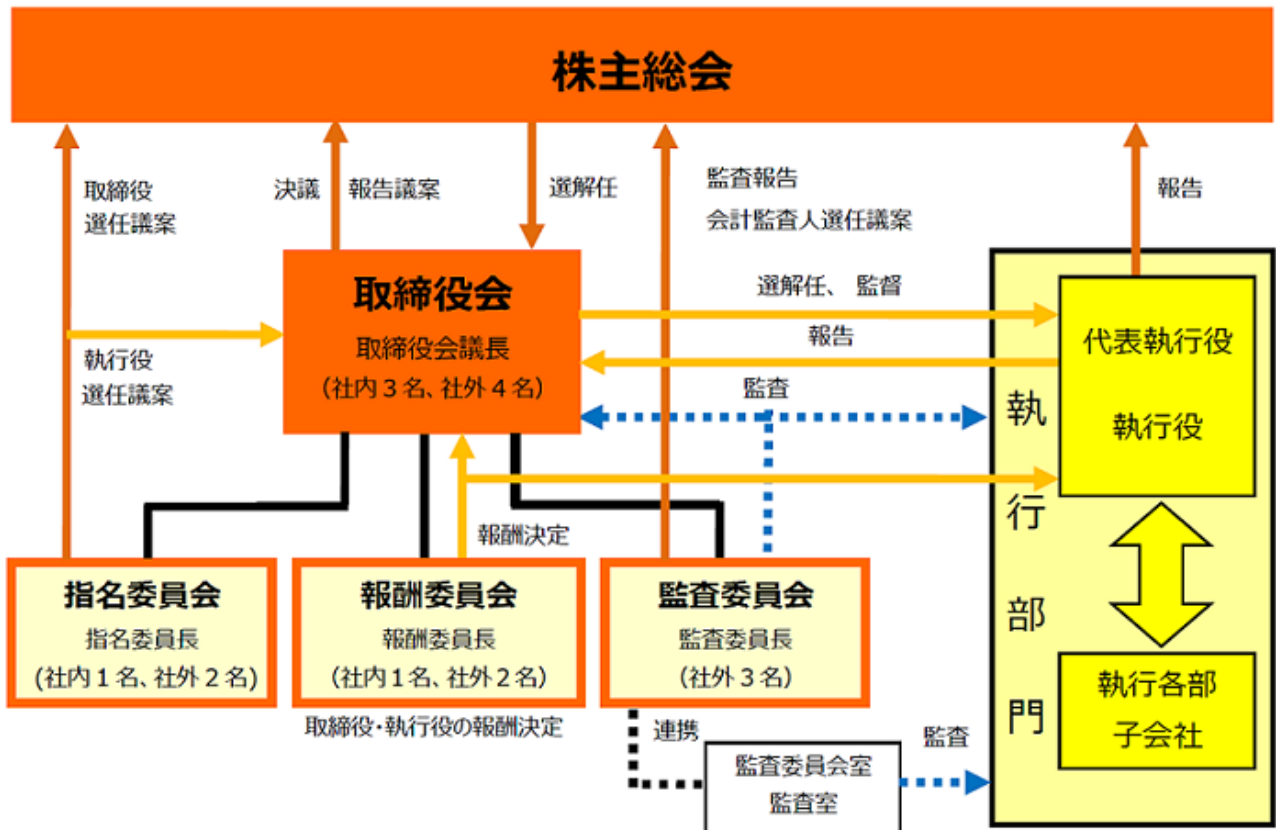 株主総会
取締役
選任議案
決議
報告議案
選解任
監査報告
会計監査人選任議案
報告
取締役会
取締役会議長
(社内3名、社外4名)
執行役
選任議案
選解任、監督
報告
監査
代表執行役
執行役
執行部門
報酬決定
指名委員会
指名委員長
(社内1名、社外2名)
報酬委員会
報酬委員長
(社内1名、社外2名)
監査委員会
監査委員長
(社外3名)
執行各部
子会社
取締役・執行役の報酬決定
連携
監査委員会室
監査室
監査